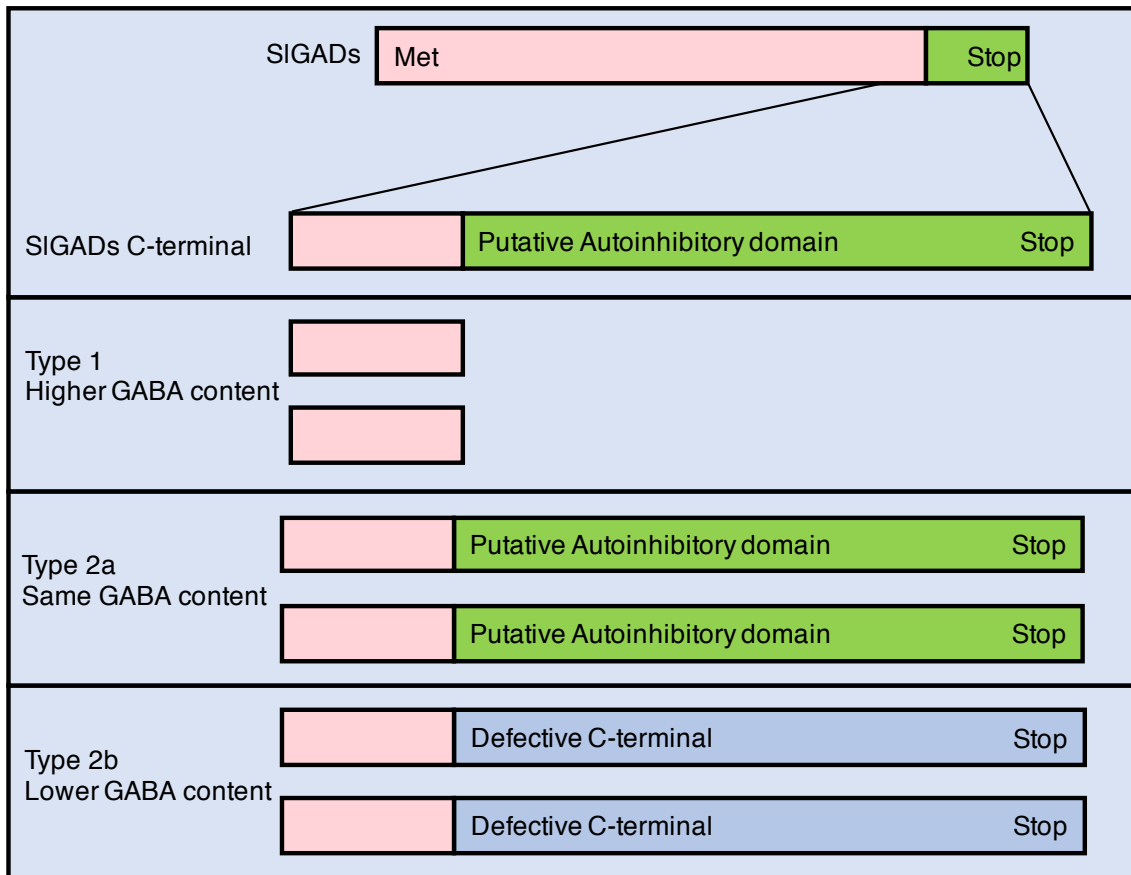 SlGADs
Met
Stop
SlGADs C-terminal
Putative Autoinhibitory domain
Stop
Type 1
Higher GABA content
Type 2a
Same GABA content
Putative Autoinhibitory domain
Stop
Putative Autoinhibitory domain
Stop
Type 2b
Lower GABA content
Defective C-terminal
Stop
Defective C-terminal
Stop